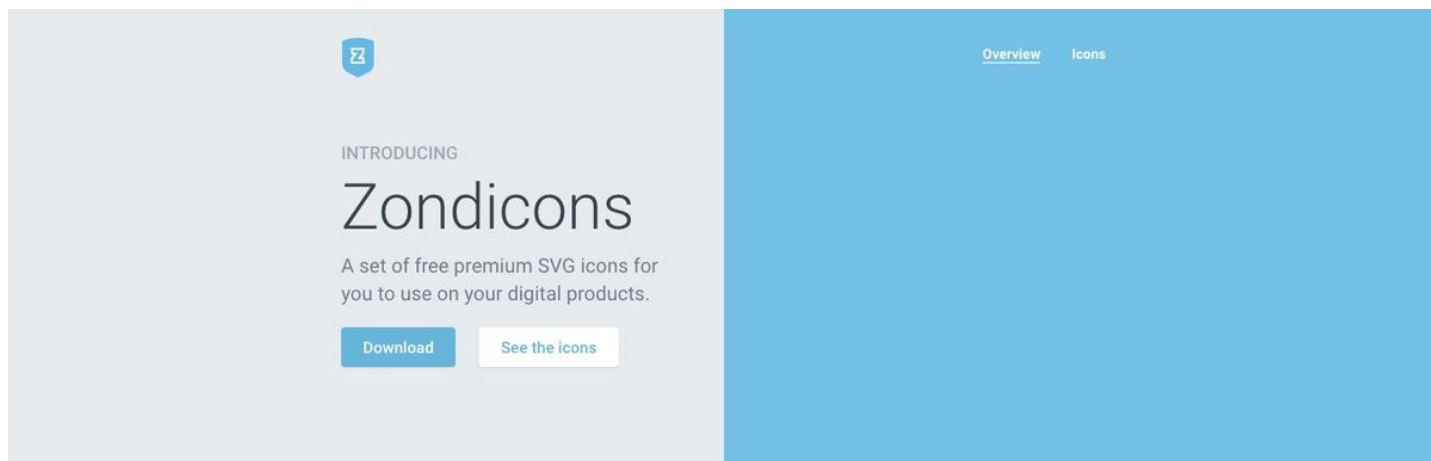 Overview
Icons
INTRODUCING
Zondicons
A set of free premium SVG icons for
you to use on your digital products.
Download
See the icons